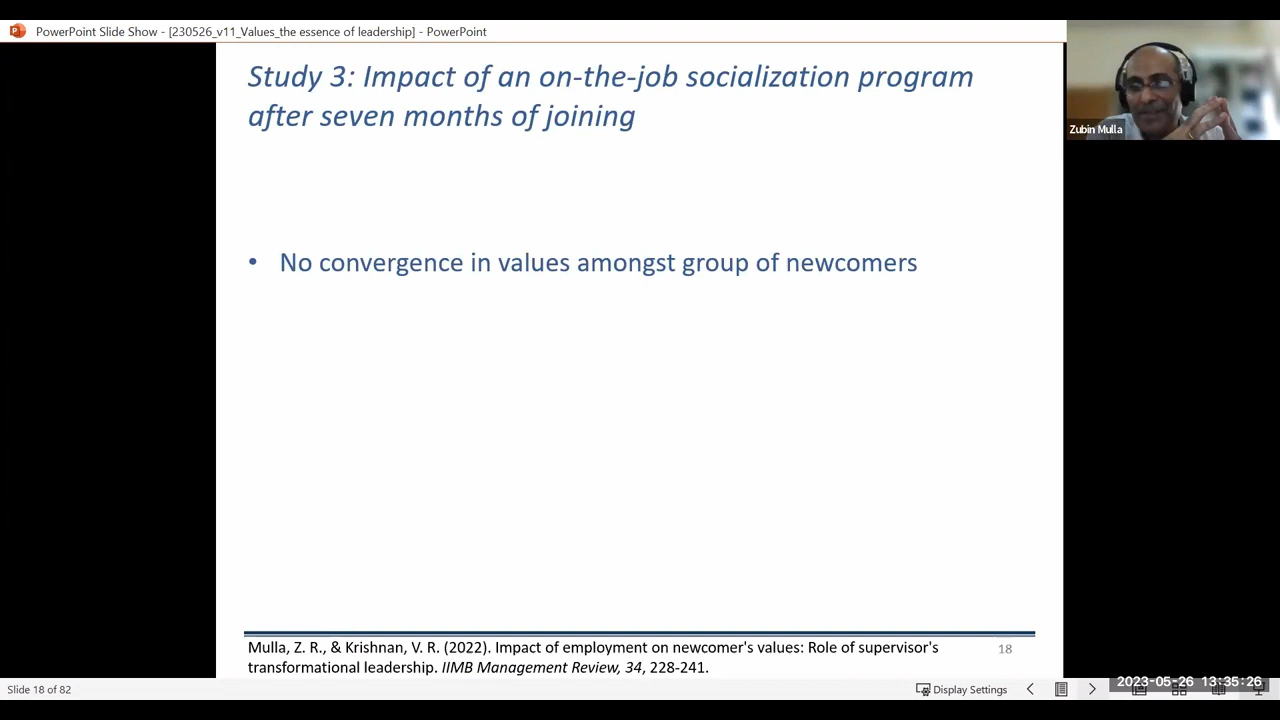 PowerPoint Slide Show - [230526_v11_Values_the essence of leadership] - PowerPoint
Zubin Mulla
Study 3: Impact of an on-the-job socialization program
after seven months of joining
• No convergence in values amongst group of newcomers
Mulla, Z. R., & Krishnan, V. R. (2022). Impact of employment on newcomer's values: Role of supervisor's
transformational leadership. IIMB Management Review, 34, 228-241.
18
Slide 18 of 82
Display Settings
2023-05-26 13:35:26